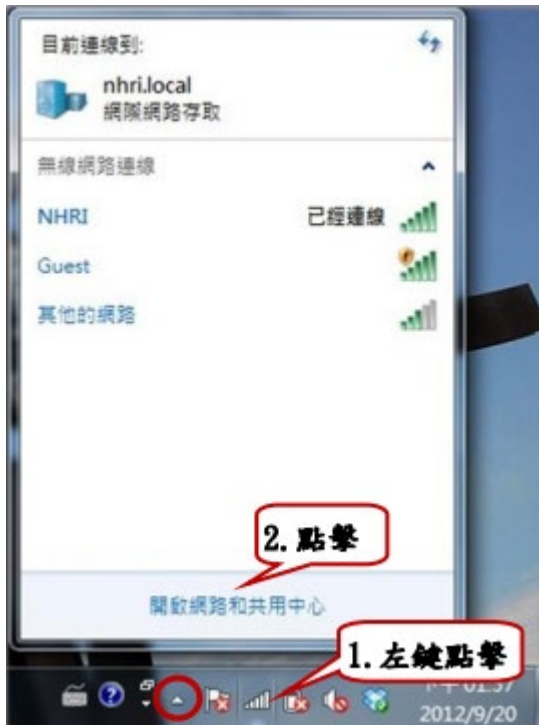 目前連線到:
nhri.local
網際網路存取
無線網路連線
NHRI 已經連線
Guest
其他的網路
2. 點擊
開啟網路和共用中心
1. 左鍵點擊
01:57
2012/9/20